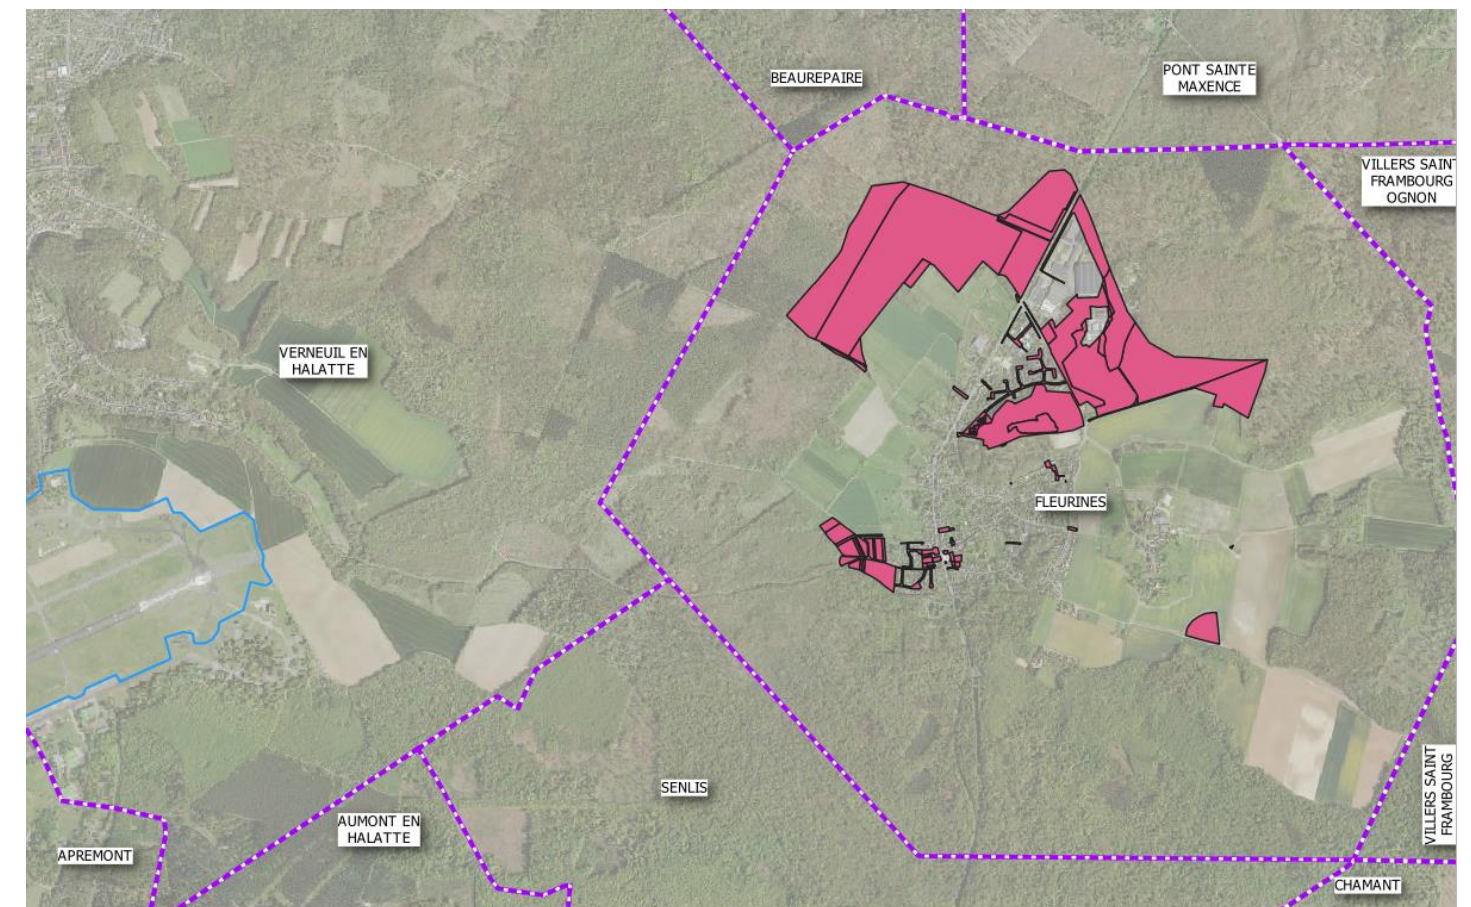 BEAUREPAIRE
PONT SAINTE
MAXENCE
VILLERS SAINT
FRAMBOURG
OGNON
VERNEUIL EN
HALATTE
FLEURINES
SENLIS
AUMONT EN
HALATTE
APREMONT
VILLERS SAINT
FRAMBOURG
CHAMANT